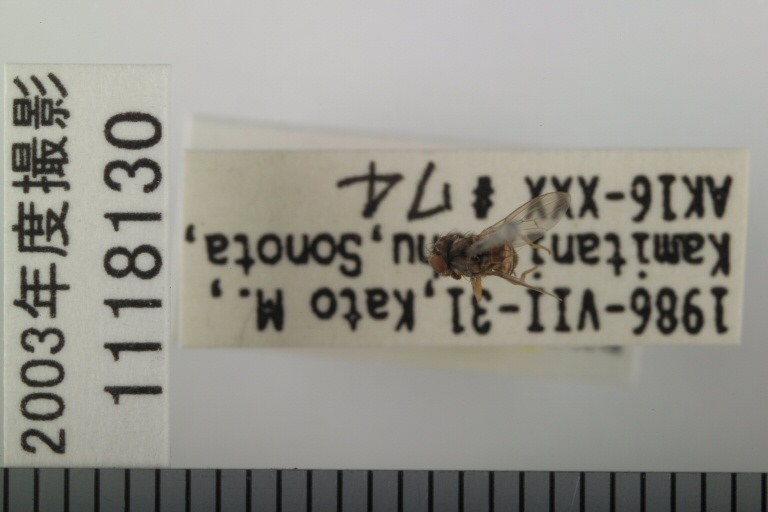 2003年度撮影
1118130
1986-VII-31, Kato M.,
Kamitani, Sonota,
AK16-XXX # 74